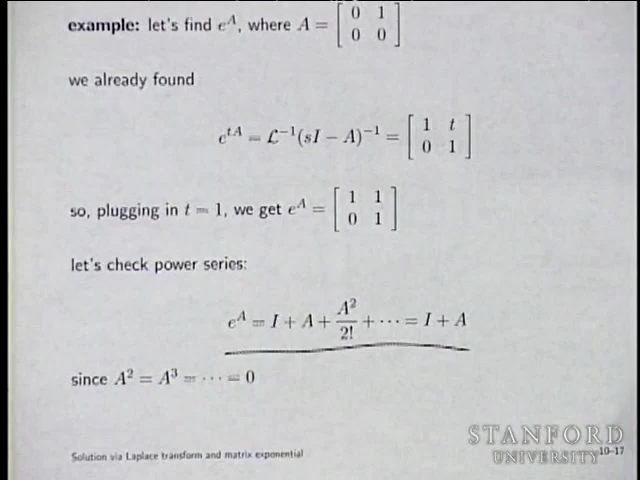 example: let's find e^A, where A = [ 0 1 ; 0 0 ]
we already found
e^{tA} = ℒ^{-1}(sI − A)^{-1} = [ 1 t ; 0 1 ]
so, plugging in t = 1, we get e^A = [ 1 1 ; 0 1 ]
let's check power series:
e^A = I + A + A^2/2! + ··· = I + A
since A^2 = A^3 = ··· = 0
Solution via Laplace transform and matrix exponential
10–17
STANFORD
UNIVERSITY